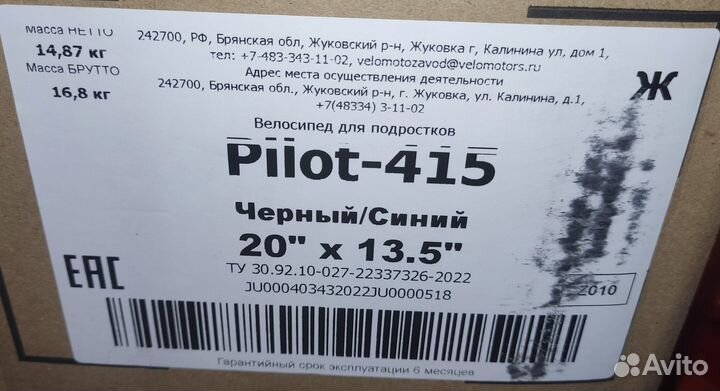 Масса НЕТТО
14,87 кг
Масса БРУТТО
16,8 кг
242700, РФ, Брянская обл, Жуковский р-н, Жуковка г, Калинина ул, дом 1,
тел: +7-483-343-11-02, velomotozavod@velomotors.ru
Адрес места осуществления деятельности
242700, Брянская обл., Жуковский р-н, г. Жуковка, ул. Калинина, д.1,
+7(48334) 3-11-02
Ж
Велосипед для подростков
Pilot-415
Черный/Синий
20" x 13.5"
ТУ 30.92.10-027-22337326-2022
JU000403432022JU0000518
EAC
Z010
Гарантийный срок эксплуатации 6 месяцев
Avito